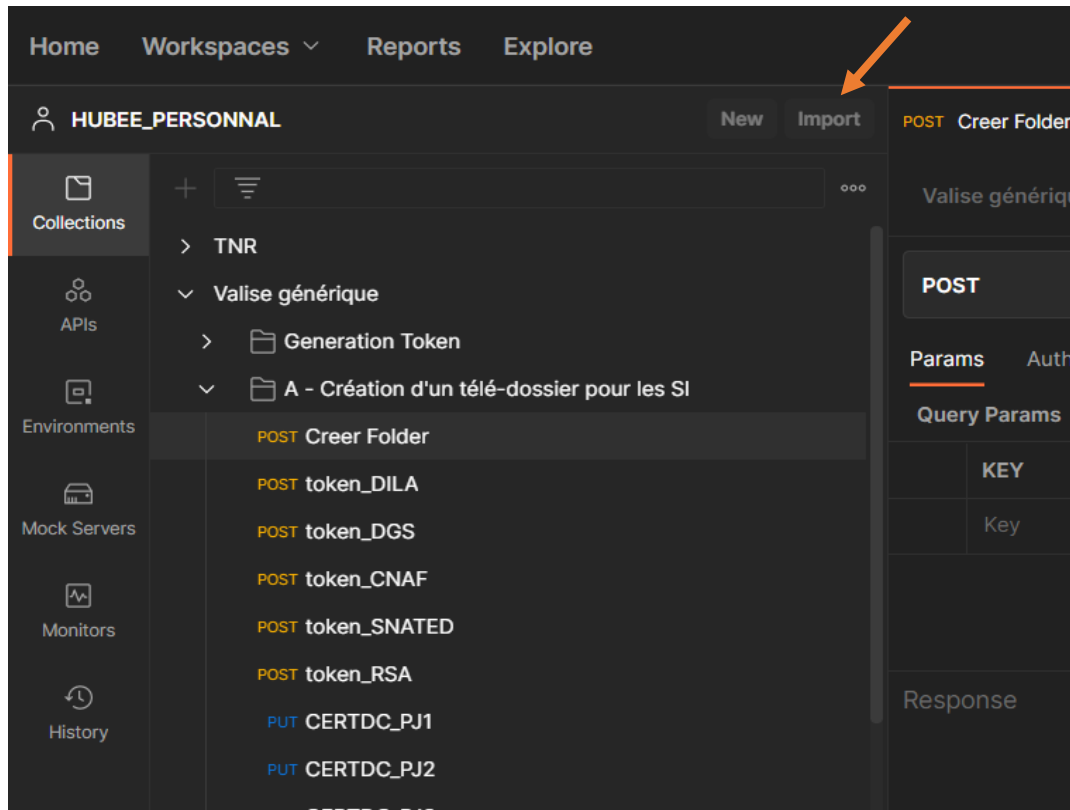 Home Workspaces Reports Explore
HUBEE_PERSONNAL New Import
POST Creer Folder
Collections
Valise génériqu
TNR
Valise générique
POST
APIs
Generation Token
Params Auth
A - Création d'un télé-dossier pour les SI
Environments
POST Creer Folder
Query Params
KEY
POST token_DILA
Mock Servers
POST token_DGS
Key
POST token_CNAF
Monitors
POST token_SNATED
POST token_RSA
Response
History
PUT CERTDC_PJ1
PUT CERTDC_PJ2